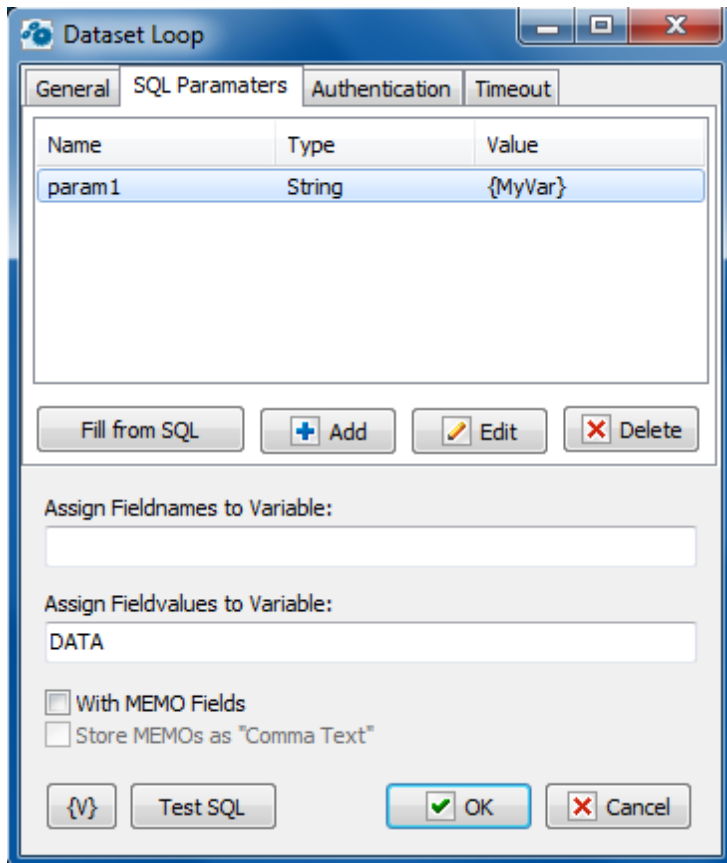 Dataset Loop
General SQL Paramaters Authentication Timeout
Name Type Value
param1 String {MyVar}
Fill from SQL Add Edit Delete
Assign Fieldnames to Variable:
Assign Fieldvalues to Variable:
DATA
With MEMO Fields
Store MEMOs as "Comma Text"
{V} Test SQL OK Cancel